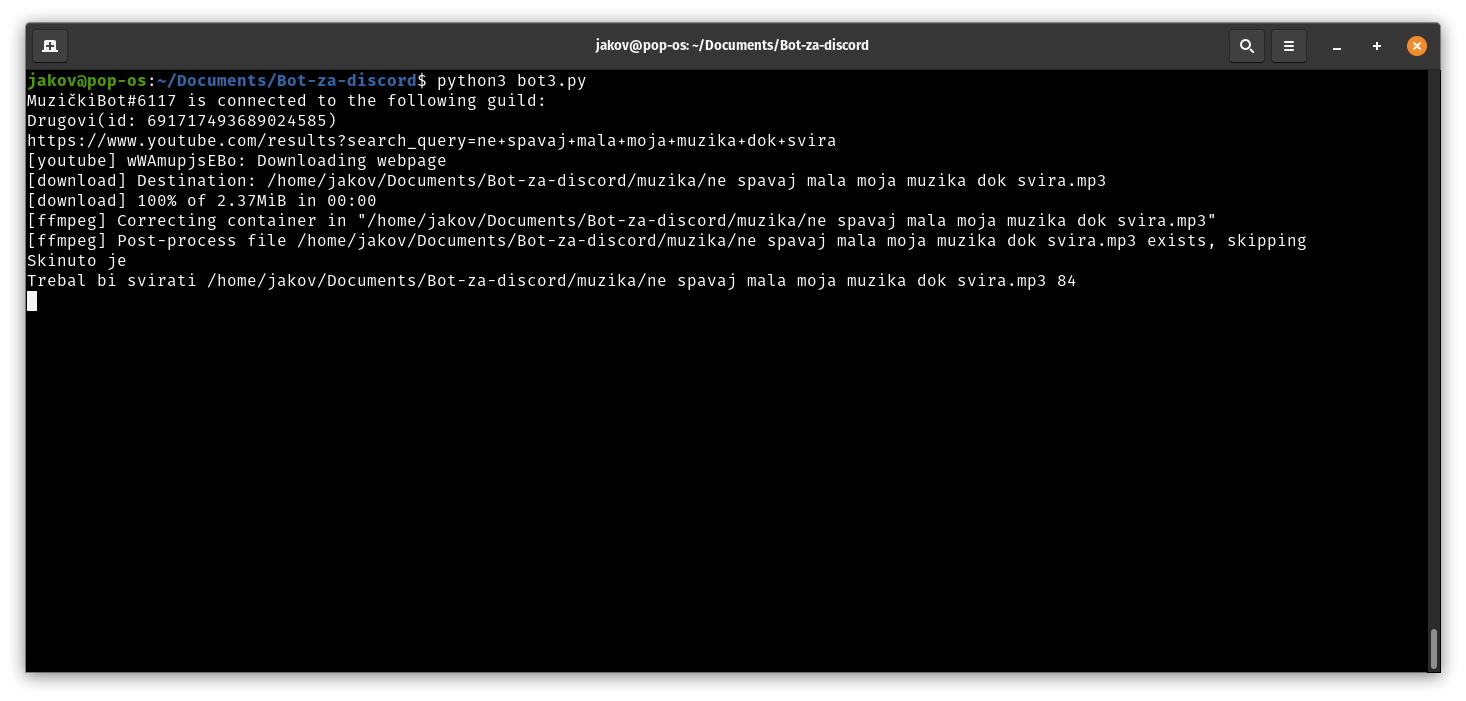 jakov@pop-os: ~/Documents/Bot-za-discord
jakov@pop-os:~/Documents/Bot-za-discord$ python3 bot3.py
MuzičkiBot#6117 is connected to the following guild:
Drugovi(id: 691717493689024585)
https://www.youtube.com/results?search_query=ne+spavaj+mala+moja+muzika+dok+svira
[youtube] wWAmupjsEBo: Downloading webpage
[download] Destination: /home/jakov/Documents/Bot-za-discord/muzika/ne spavaj mala moja muzika dok svira.mp3
[download] 100% of 2.37MiB in 00:00
[ffmpeg] Correcting container in "/home/jakov/Documents/Bot-za-discord/muzika/ne spavaj mala moja muzika dok svira.mp3"
[ffmpeg] Post-process file /home/jakov/Documents/Bot-za-discord/muzika/ne spavaj mala moja muzika dok svira.mp3 exists, skipping
Skinuto je
Trebal bi svirati /home/jakov/Documents/Bot-za-discord/muzika/ne spavaj mala moja muzika dok svira.mp3 84